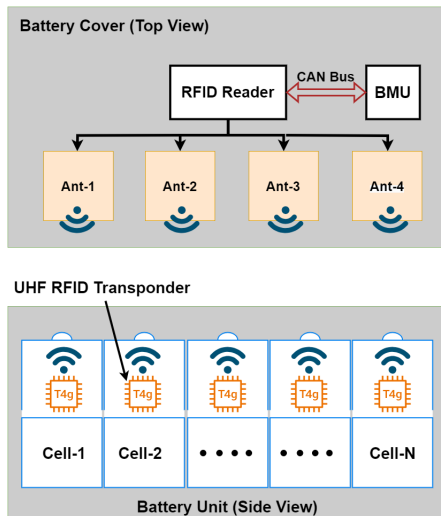 Battery Cover (Top View)
CAN Bus
RFID Reader
BMU
Ant-1
Ant-2
Ant-3
Ant-4
UHF RFID Transponder
T4g
T4g
T4g
T4g
T4g
Cell-1
Cell-2
Cell-N
Battery Unit (Side View)